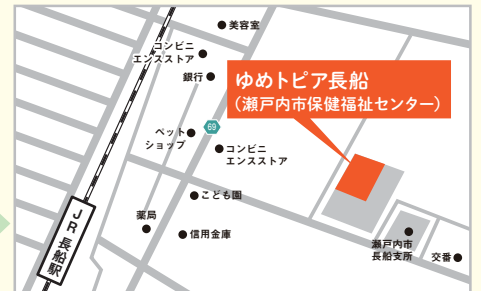 美容室
コンビニ
エンスストア
銀行
ゆめトピア長船
（瀬戸内市保健福祉センター）
69
ペット
ショップ
コンビニ
エンスストア
こども園
薬局
信用金庫
JR長船駅
瀬戸内市
長船支所
交番